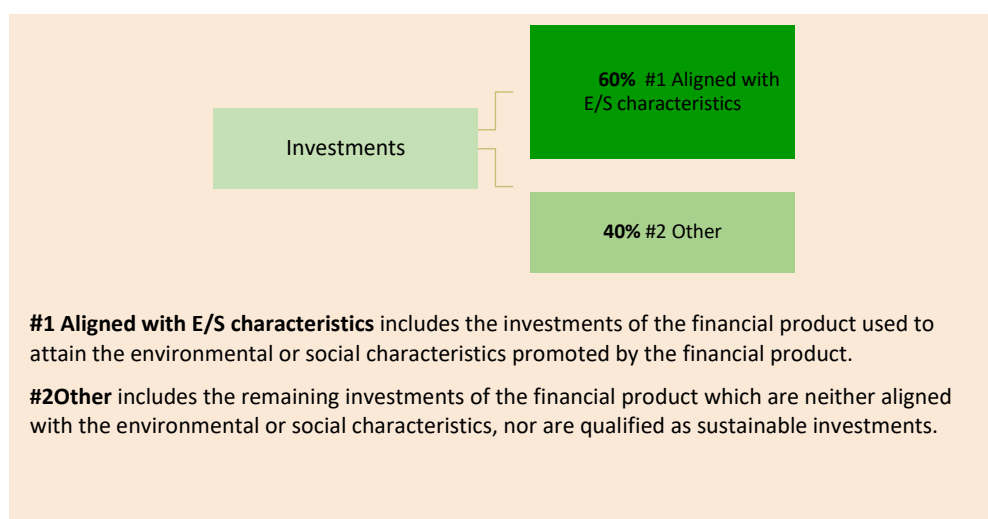 60% #1 Aligned with
E/S characteristics
Investments
40% #2 Other
#1 Aligned with E/S characteristics includes the investments of the financial product used to
attain the environmental or social characteristics promoted by the financial product.
#2Other includes the remaining investments of the financial product which are neither aligned
with the environmental or social characteristics, nor are qualified as sustainable investments.